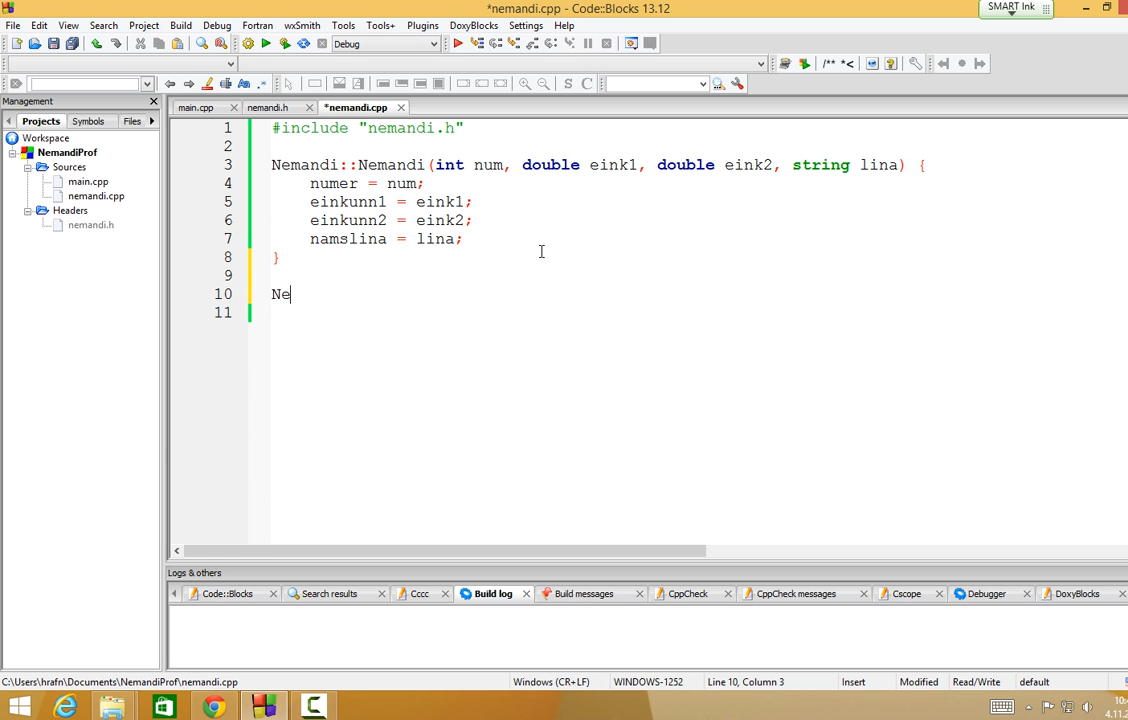 *nemandi.cpp - Code::Blocks 13.12
SMART Ink
File Edit View Search Project Build Debug Fortran wxSmith Tools Tools+ Plugins DoxyBlocks Settings Help
Debug
/** *<
Aa .* S C
Management
main.cpp nemandi.h *nemandi.cpp
Projects Symbols Files
Workspace
NemandiProf
Sources
main.cpp
nemandi.cpp
Headers
nemandi.h
1 #include "nemandi.h"
2
3 Nemandi::Nemandi(int num, double eink1, double eink2, string lina) {
4 numer = num;
5 einkunn1 = eink1;
6 einkunn2 = eink2;
7 namslina = lina;
8 }
9
10 Ne
11
Logs & others
Code::Blocks Search results Cccc Build log Build messages CppCheck CppCheck messages Cscope Debugger DoxyBlocks
C:\Users\hrafn\Documents\NemandiProf\nemandi.cpp Windows (CR+LF) WINDOWS-1252 Line 10, Column 3 Insert Modified Read/Write default